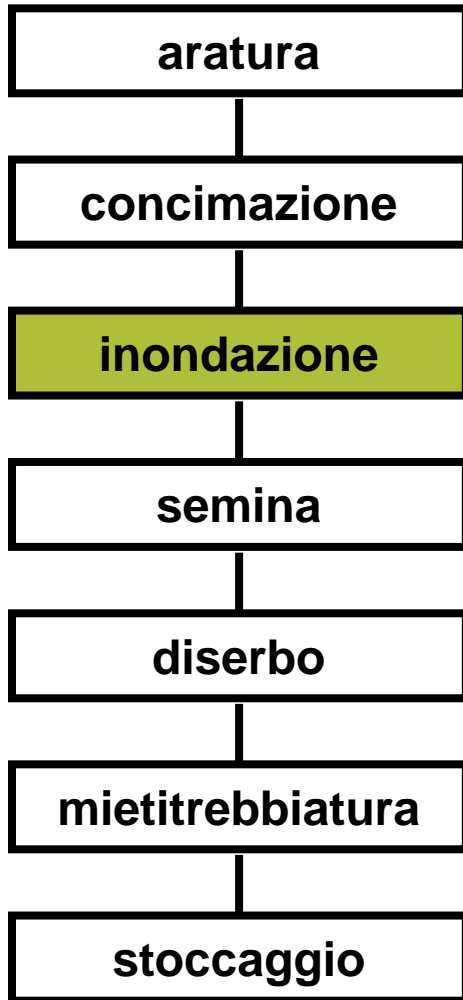 aratura
concimazione
inondazione
semina
diserbo
mietitrebbiatura
stoccaggio